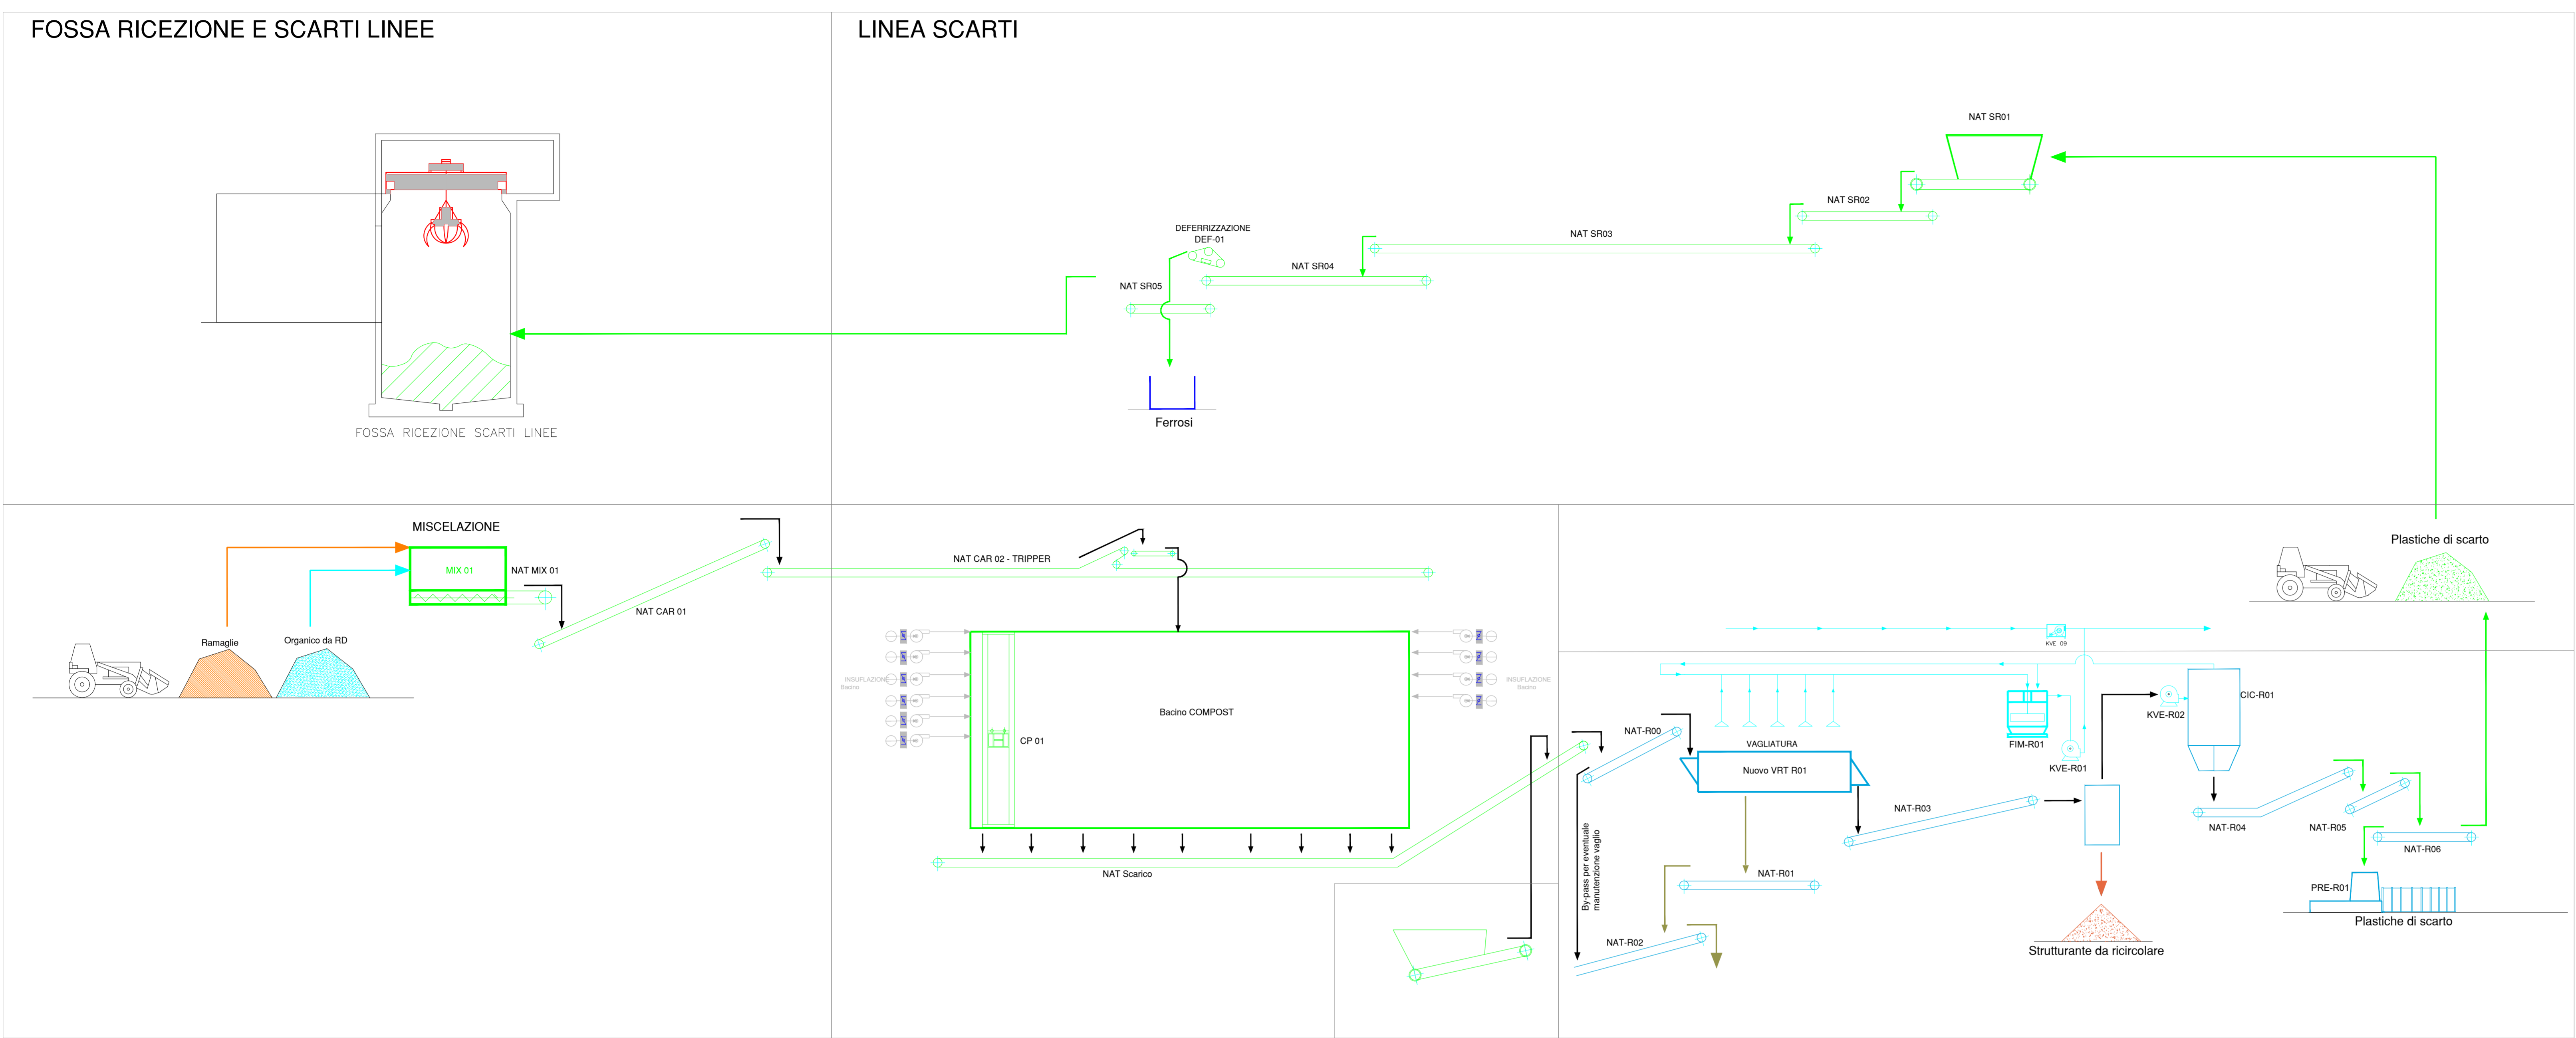 FOSSA RICEZIONE E SCARTI LINEE
LINEA SCARTI
NAT SR01
NAT SR02
NAT SR03
DEFERRIZZAZIONE
DEF-01
NAT SR04
NAT SR05
Ferrosi
FOSSA RICEZIONE SCARTI LINEE
MISCELAZIONE
MIX 01
NAT MIX 01
NAT CAR 01
Ramaglie
Organico da RD
NAT CAR 02 - TRIPPER
INSUFLAZIONE
Bacino
Bacino COMPOST
CP 01
INSUFLAZIONE
Bacino
NAT Scarico
Plastiche di scarto
KVE 09
NAT-R00
VAGLIATURA
Nuovo VRT R01
FIM-R01
KVE-R01
KVE-R02
CIC-R01
By-pass per eventuale
manutenzione vaglio
NAT-R03
NAT-R04
NAT-R05
NAT-R06
NAT-R01
NAT-R02
PRE-R01
Plastiche di scarto
Strutturante da ricircolare